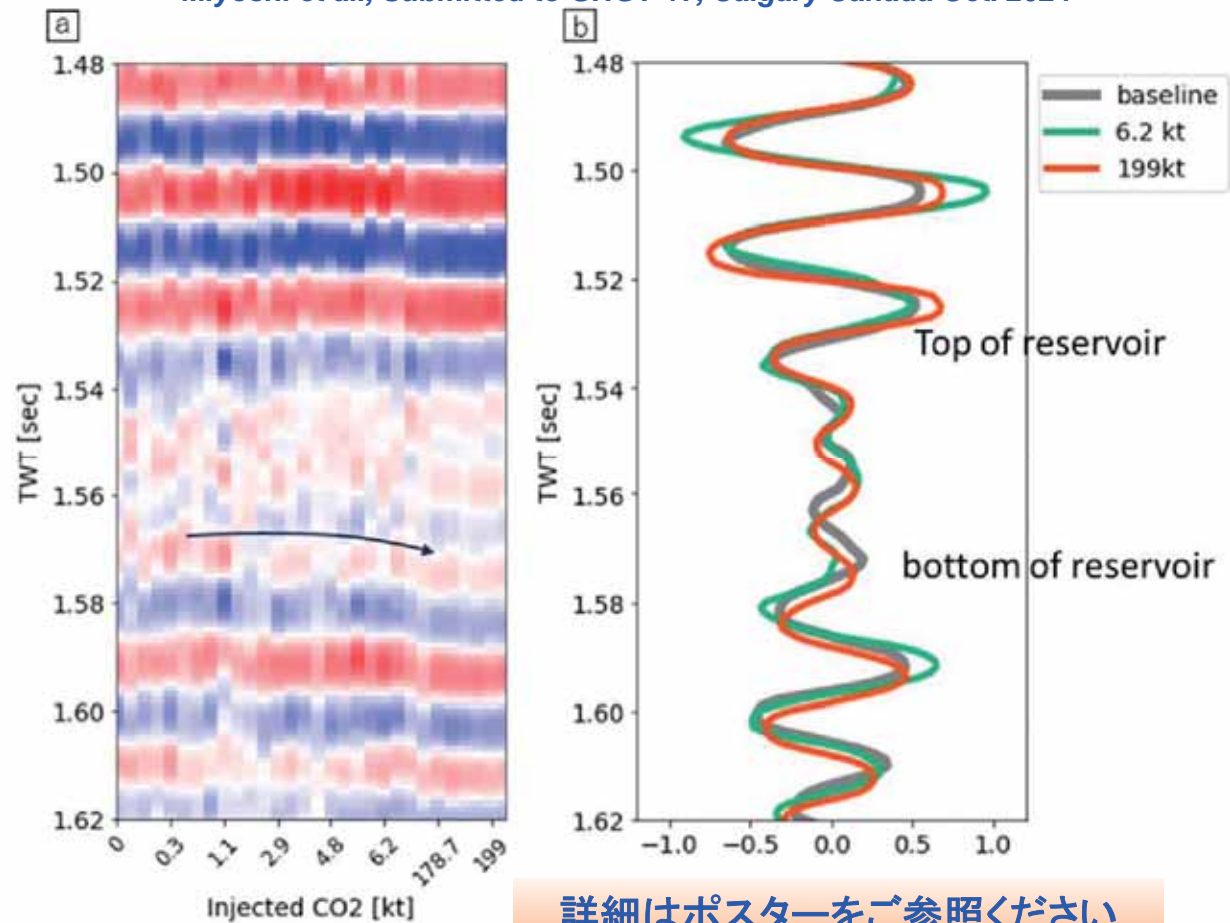 a
b
1.48
1.50
1.52
1.54
1.56
1.58
1.60
1.62
TWT [sec]
0
0.3
1.1
2.9
4.8
6.2
178.7
199
Injected CO2 [kt]
1.48
1.50
1.52
1.54
1.56
1.58
1.60
1.62
TWT [sec]
−1.0
−0.5
0.0
0.5
1.0
baseline
6.2 kt
199kt
Top of reservoir
bottom of reservoir
詳細はポスターをご参照ください